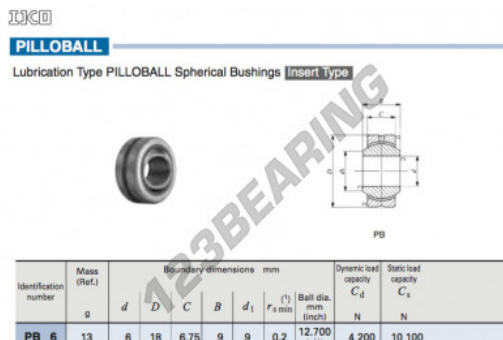 IKO
PILLOBALL
Lubrication Type PILLOBALL Spherical Bushings Insert Type
123BEARING
B
C
D
d1
d
PB
Identification number
Mass (Ref.) g
Boundary dimensions mm
d D C B d1 rs min (1) Ball dia. mm (inch)
Dynamic load capacity Cd N
Static load capacity Cs N
PB 6 13 6 18 6.75 9 9 0.2 12.700 4 200 10 100